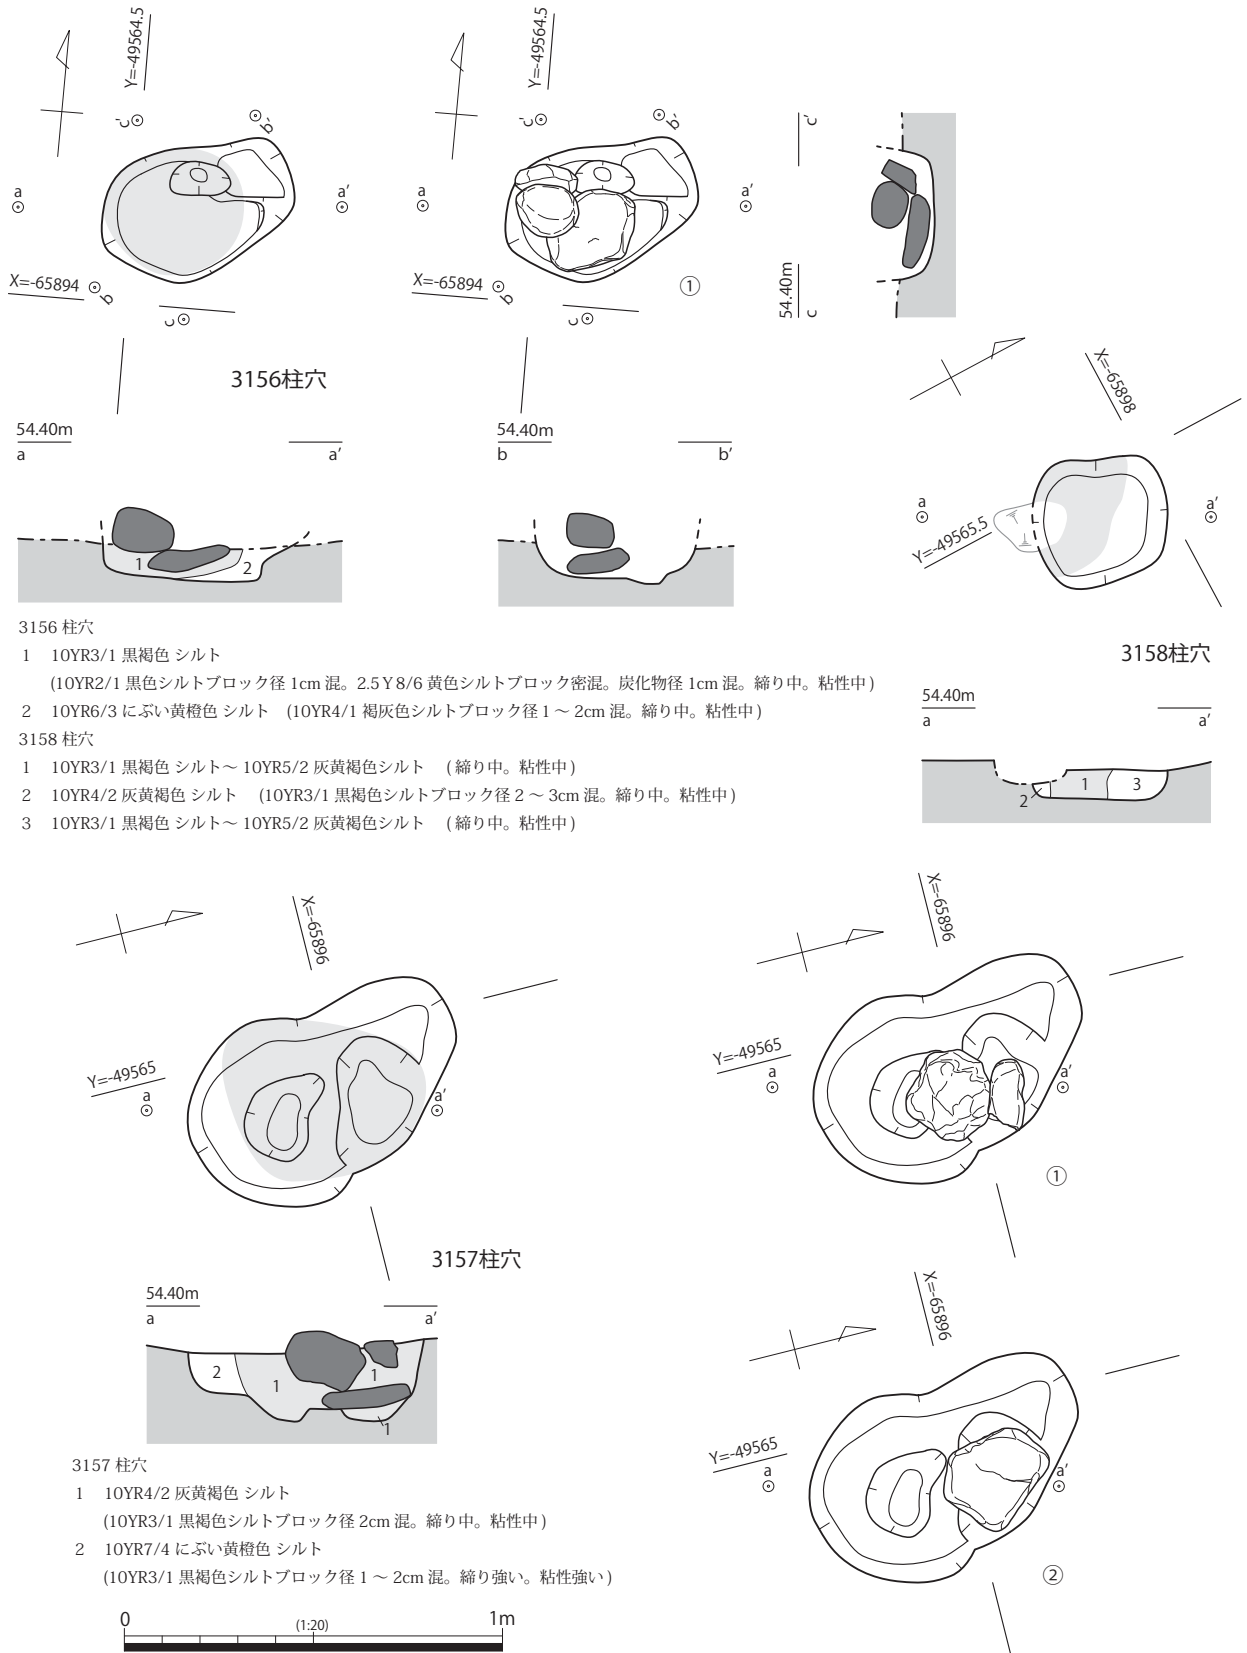 Y=-49564.5
c'
b'
a
a'
X=-65894
b
c
3156柱穴
Y=-49564.5
c'
b'
a
a'
X=-65894
b
c
①
c'
54.40m
c
54.40m
a
a'
1
2
54.40m
b
b'
X=-65898
a
a'
Y=-49565.5
3158柱穴
54.40m
a
a'
2
1
3
3156 柱穴
1 10YR3/1 黒褐色 シルト
(10YR2/1 黒色シルトブロック径 1cm 混。2.5 Y 8/6 黄色シルトブロック密混。炭化物径 1cm 混。締り中。粘性中 )
2 10YR6/3 にぶい黄橙色 シルト (10YR4/1 褐灰色シルトブロック径 1 ~ 2cm 混。締り中。粘性中 )
3158 柱穴
1 10YR3/1 黒褐色 シルト~ 10YR5/2 灰黄褐色シルト ( 締り中。粘性中 )
2 10YR4/2 灰黄褐色 シルト (10YR3/1 黒褐色シルトブロック径 2 ~ 3cm 混。締り中。粘性中 )
3 10YR3/1 黒褐色 シルト~ 10YR5/2 灰黄褐色シルト ( 締り中。粘性中 )
X=-65896
Y=-49565
a
a'
3157柱穴
X=-65896
Y=-49565
a
a'
①
54.40m
a
a'
2
1
1
1
X=-65896
Y=-49565
a
a'
②
3157 柱穴
1 10YR4/2 灰黄褐色 シルト
(10YR3/1 黒褐色シルトブロック径 2cm 混。締り中。粘性中 )
2 10YR7/4 にぶい黄橙色 シルト
(10YR3/1 黒褐色シルトブロック径 1 ~ 2cm 混。締り強い。粘性強い )
0 (1:20) 1m